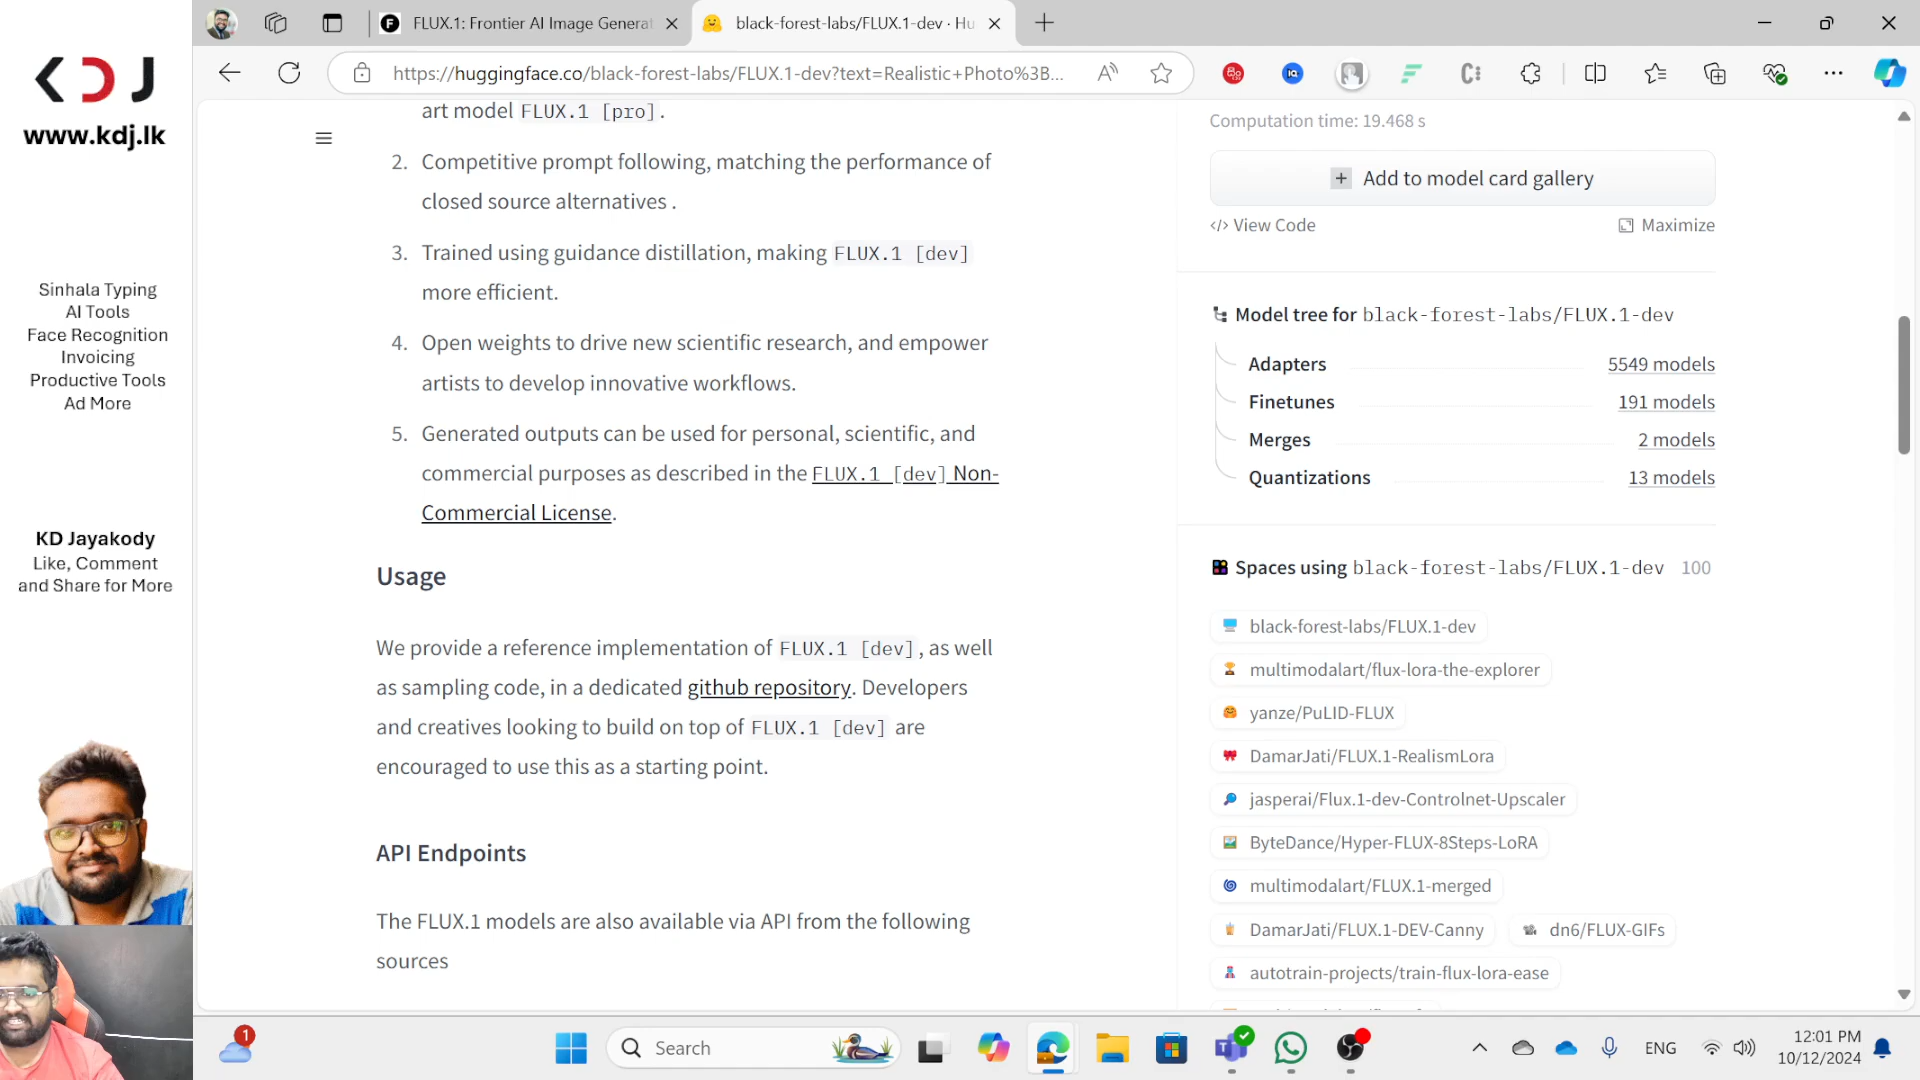 FLUX.1: Frontier AI Image Generat
black-forest-labs/FLUX.1-dev · Hu
https://huggingface.co/black-forest-labs/FLUX.1-dev?text=Realistic+Photo%3B...
KDJ
www.kdj.lk
Sinhala Typing
AI Tools
Face Recognition
Invoicing
Productive Tools
Ad More
KD Jayakody
Like, Comment
and Share for More
art model FLUX.1 [pro].
2. Competitive prompt following, matching the performance of
closed source alternatives .
3. Trained using guidance distillation, making FLUX.1 [dev]
more efficient.
4. Open weights to drive new scientific research, and empower
artists to develop innovative workflows.
5. Generated outputs can be used for personal, scientific, and
commercial purposes as described in the FLUX.1 [dev] Non-
Commercial License.
Usage
We provide a reference implementation of FLUX.1 [dev], as well
as sampling code, in a dedicated github repository. Developers
and creatives looking to build on top of FLUX.1 [dev] are
encouraged to use this as a starting point.
API Endpoints
The FLUX.1 models are also available via API from the following
sources
Computation time: 19.468 s
+ Add to model card gallery
</> View Code
Maximize
Model tree for black-forest-labs/FLUX.1-dev
Adapters 5549 models
Finetunes 191 models
Merges 2 models
Quantizations 13 models
Spaces using black-forest-labs/FLUX.1-dev 100
black-forest-labs/FLUX.1-dev
multimodalart/flux-lora-the-explorer
yanze/PuLID-FLUX
DamarJati/FLUX.1-RealismLora
jasperai/Flux.1-dev-Controlnet-Upscaler
ByteDance/Hyper-FLUX-8Steps-LoRA
multimodalart/FLUX.1-merged
DamarJati/FLUX.1-DEV-Canny
dn6/FLUX-GIFs
autotrain-projects/train-flux-lora-ease
1
Search
ENG
12:01 PM
10/12/2024